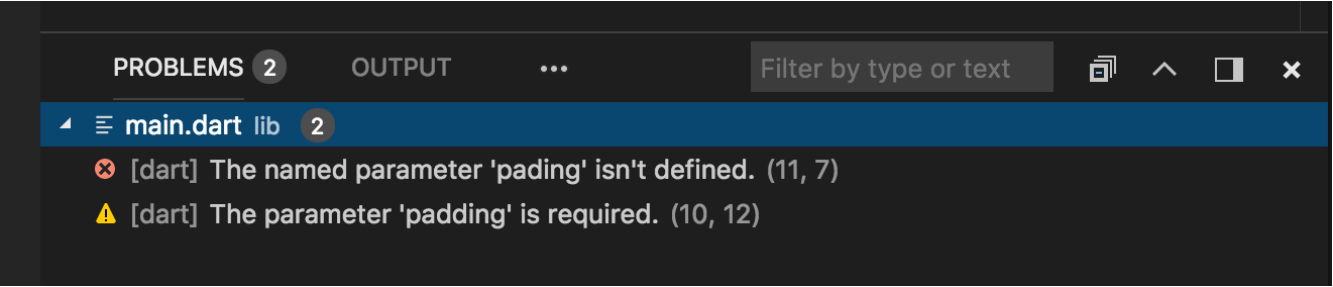 PROBLEMS 2 OUTPUT ••• Filter by type or text
main.dart lib 2
[dart] The named parameter 'pading' isn't defined. (11, 7)
[dart] The parameter 'padding' is required. (10, 12)